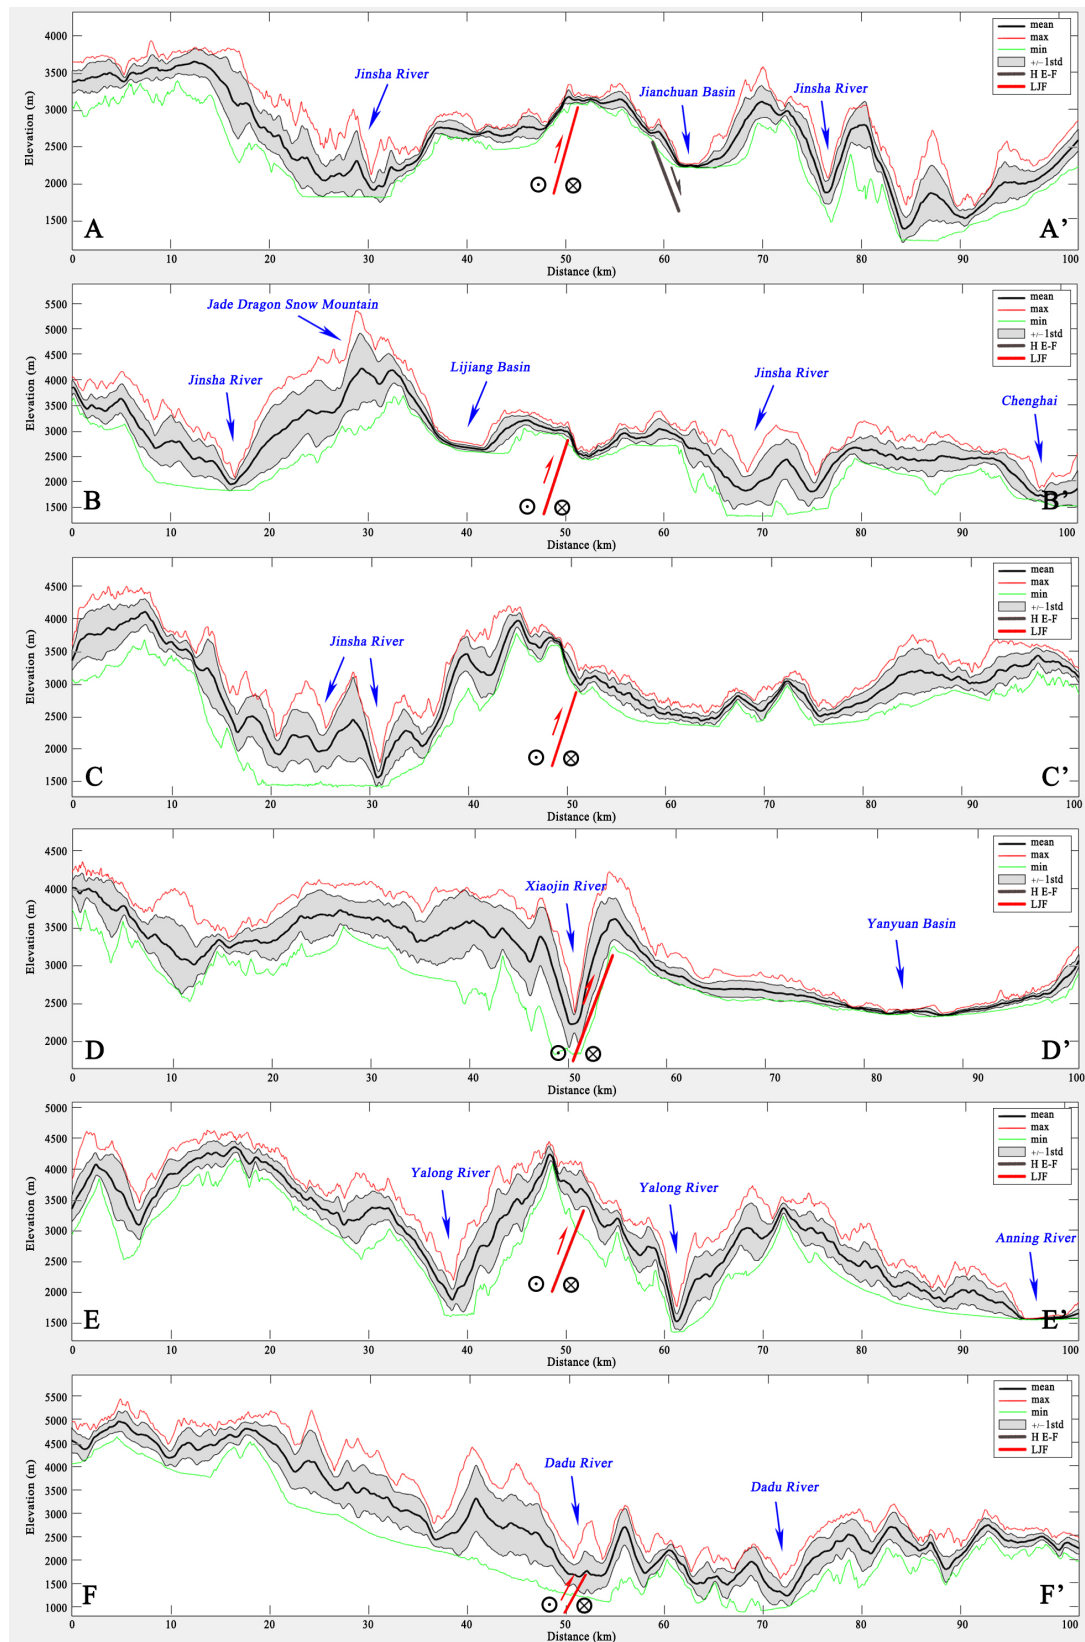 4000
3500
3000
2500
2000
1500
Elevation (m)
Jinsha River
Jianchuan Basin
Jinsha River
mean
max
min
+/−1std
H E-F
LJF
A
A’
0 10 20 30 40 50 60 70 80 90 100
Distance (km)
5500
5000
4500
4000
3500
3000
2500
2000
1500
Elevation (m)
Jade Dragon Snow Mountain
Jinsha River
Lijiang Basin
Jinsha River
Chenghai
mean
max
min
+/−1std
H E-F
LJF
B
B’
0 10 20 30 40 50 60 70 80 90 100
Distance (km)
4500
4000
3500
3000
2500
2000
1500
Elevation (m)
Jinsha River
mean
max
min
+/−1std
H E-F
LJF
C
C’
0 10 20 30 40 50 60 70 80 90 100
Distance (km)
4000
3500
3000
2500
2000
Elevation (m)
Xiaojin River
Yanyuan Basin
mean
max
min
+/−1std
H E-F
LJF
D
D’
0 10 20 30 40 50 60 70 80 90 100
Distance (km)
5000
4500
4000
3500
3000
2500
2000
1500
Elevation (m)
Yalong River
Yalong River
Anning River
mean
max
min
+/−1std
H E-F
LJF
E
E’
0 10 20 30 40 50 60 70 80 90 100
Distance (km)
5500
5000
4500
4000
3500
3000
2500
2000
1500
1000
Elevation (m)
Dadu River
Dadu River
mean
max
min
+/−1std
H E-F
LJF
F
F’
0 10 20 30 40 50 60 70 80 90 100
Distance (km)